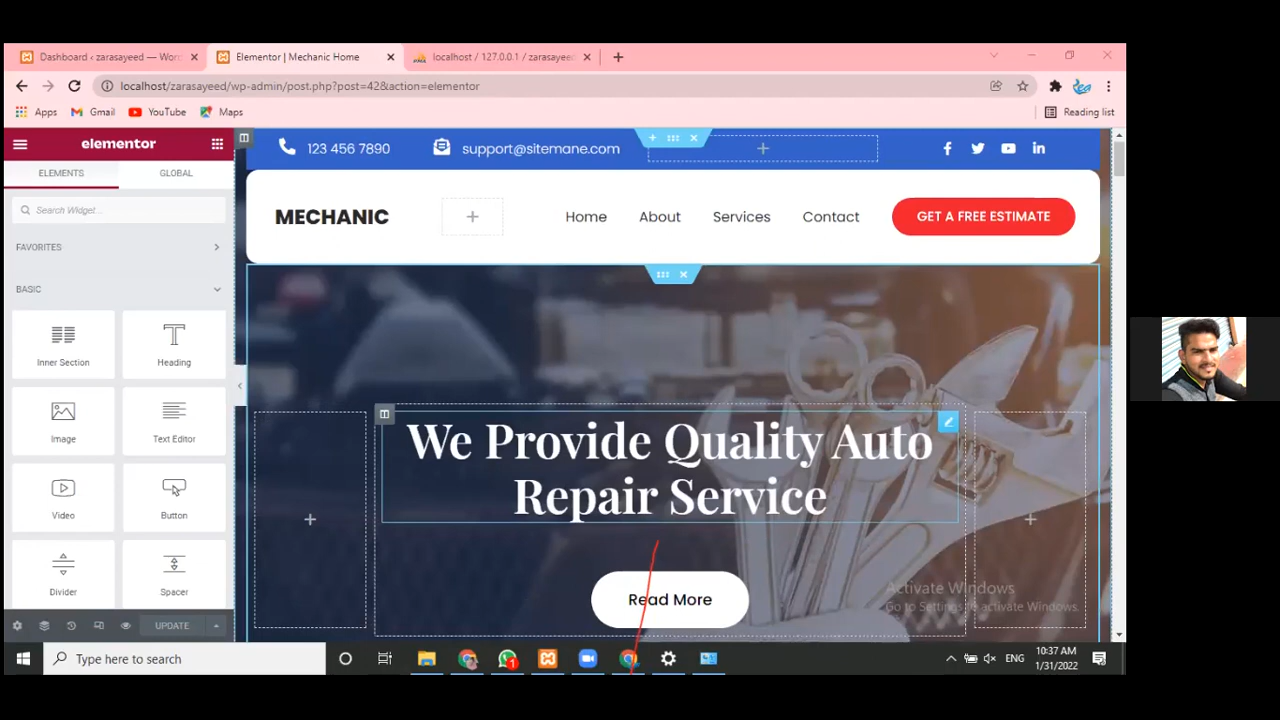 Dashboard ‹ zarasayeed — Wor
Elementor | Mechanic Home
localhost / 127.0.0.1 / zarasayee
localhost/zarasayeed/wp-admin/post.php?post=42&action=elementor
Apps Gmail YouTube Maps Reading list
elementor
ELEMENTS GLOBAL
Search Widget...
FAVORITES
BASIC
Inner Section Heading
Image Text Editor
Video Button
Divider Spacer
UPDATE
123 456 7890 support@sitemane.com
MECHANIC Home About Services Contact GET A FREE ESTIMATE
We Provide Quality Auto
Repair Service
Read More
Activate Windows
Go to Settings to activate Windows.
Type here to search
1
ENG
10:37 AM
1/31/2022